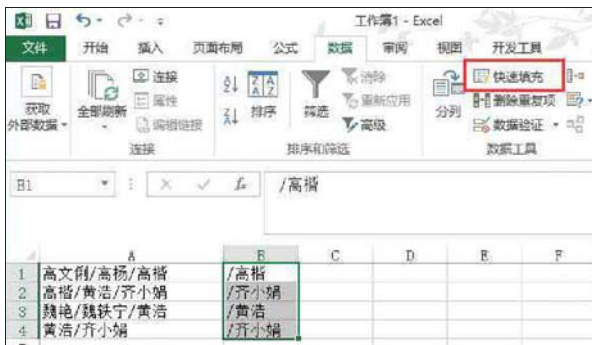 工作簿1 - Excel
文件 开始 插入 页面布局 公式 数据 审阅 视图 开发工具
获取
外部数据
全部刷新
连接
属性
编辑链接
连接
排序
筛选
清除
重新应用
高级
排序和筛选
分列
快速填充
删除重复项
数据验证
数据工具
B1 fx /高楷
A B C D E F
1 高文俐/高杨/高楷 /高楷
2 高楷/黄浩/齐小娟 /齐小娟
3 魏艳/魏轶宁/黄浩 /黄浩
4 黄浩/齐小娟 /齐小娟